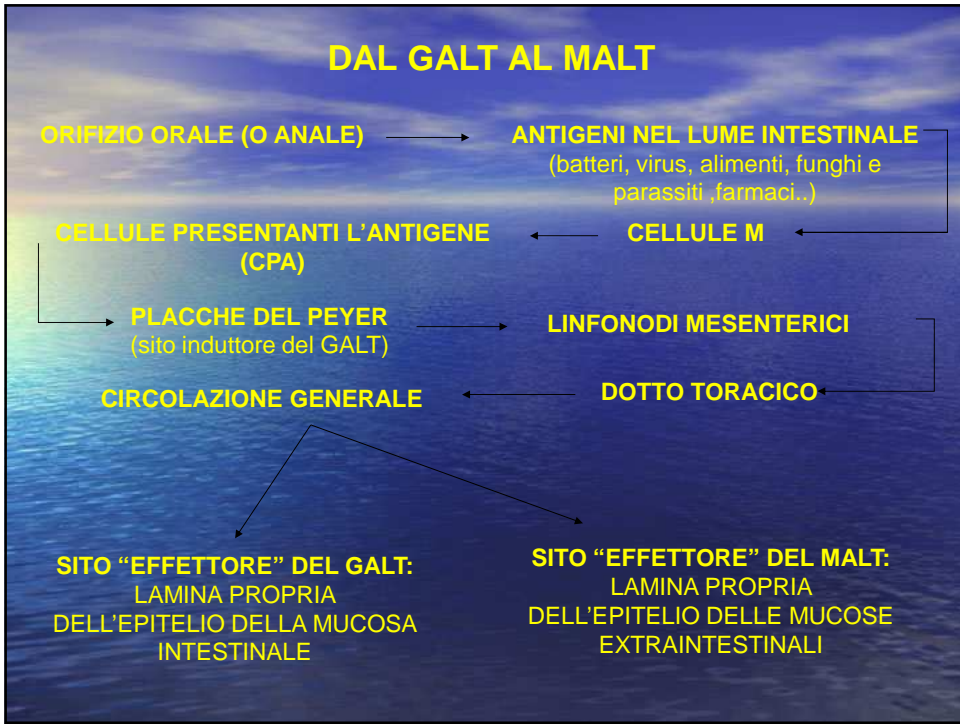 DAL GALT AL MALT
ORIFIZIO ORALE (O ANALE)
ANTIGENI NEL LUME INTESTINALE
(batteri, virus, alimenti, funghi e
parassiti ,farmaci..)
CELLULE M
CELLULE PRESENTANTI L'ANTIGENE
(CPA)
PLACCHE DEL PEYER
(sito induttore del GALT)
LINFONODI MESENTERICI
DOTTO TORACICO
CIRCOLAZIONE GENERALE
SITO “EFFETTORE” DEL GALT:
LAMINA PROPRIA
DELL'EPITELIO DELLA MUCOSA
INTESTINALE
SITO “EFFETTORE” DEL MALT:
LAMINA PROPRIA
DELL'EPITELIO DELLE MUCOSE
EXTRAINTESTINALI